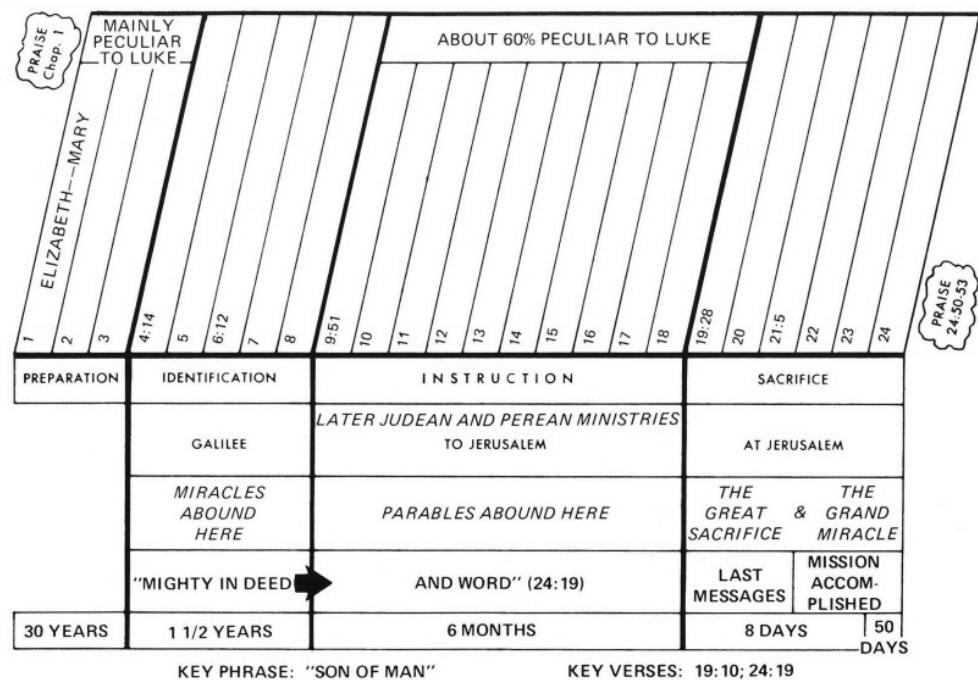 PRAISE
Chap. 1
MAINLY
PECULIAR
TO LUKE
ABOUT 60% PECULIAR TO LUKE
ELIZABETH---MARY
PRAISE
24:50-53
1
2
3
4:14
5
6:12
7
8
9:51
10
11
12
13
14
15
16
17
18
19:28
20
21:5
22
23
24
PREPARATION
IDENTIFICATION
INSTRUCTION
SACRIFICE
GALILEE
LATER JUDEAN AND PEREAN MINISTRIES
TO JERUSALEM
AT JERUSALEM
MIRACLES
ABOUND
HERE
PARABLES ABOUND HERE
THE
GREAT
SACRIFICE
&
THE
GRAND
MIRACLE
"MIGHTY IN DEED
AND WORD" (24:19)
LAST
MESSAGES
MISSION
ACCOM-
PLISHED
30 YEARS
1 1/2 YEARS
6 MONTHS
8 DAYS
50
DAYS
KEY PHRASE: "SON OF MAN"
KEY VERSES: 19:10; 24:19